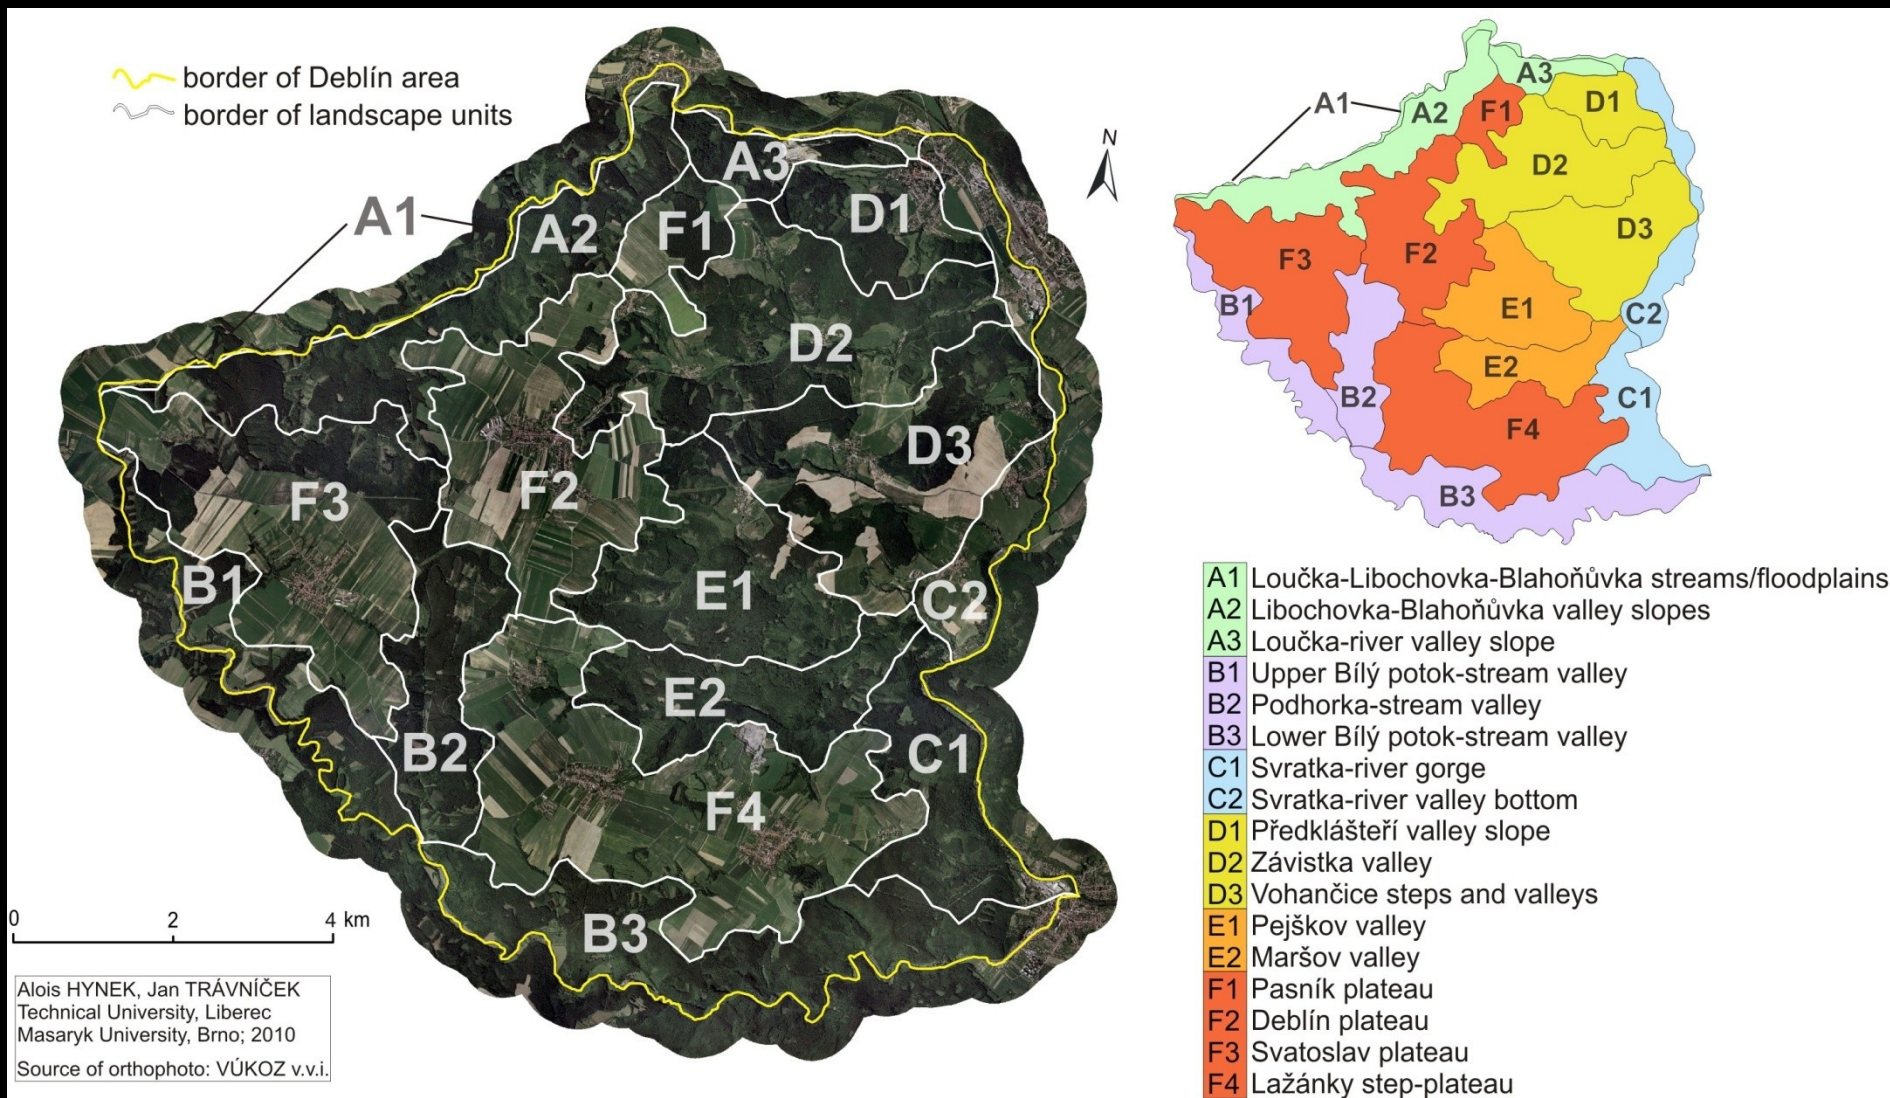 border of Deblín area
border of landscape units
N
A1
A2
A3
F1
D1
D2
D3
F2
F3
B1
E1
C2
E2
B2
C1
F4
B3
0 2 4 km
Alois HYNEK, Jan TRÁVNÍČEK
Technical University, Liberec
Masaryk University, Brno; 2010
Source of orthophoto: VÚKOZ v.v.i.
A3
A1
A2
F1
D1
D2
D3
F3
F2
B1
E1
C2
E2
B2
C1
F4
B3
A1 Loučka-Libochovka-Blahoňůvka streams/floodplains
A2 Libochovka-Blahoňůvka valley slopes
A3 Loučka-river valley slope
B1 Upper Bílý potok-stream valley
B2 Podhorka-stream valley
B3 Lower Bílý potok-stream valley
C1 Svratka-river gorge
C2 Svratka-river valley bottom
D1 Předklášteří valley slope
D2 Závistka valley
D3 Vohančice steps and valleys
E1 Pejškov valley
E2 Maršov valley
F1 Pasník plateau
F2 Deblín plateau
F3 Svatoslav plateau
F4 Lažánky step-plateau